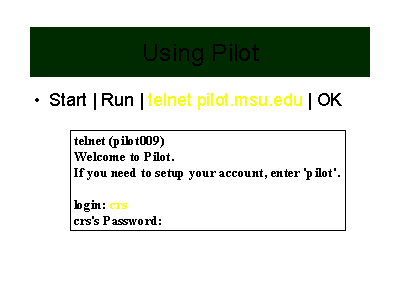 Using Pilot
• Start | Run | telnet pilot.msu.edu | OK
telnet (pilot009)
Welcome to Pilot.
If you need to setup your account, enter 'pilot'.
login: crs
crs's Password: